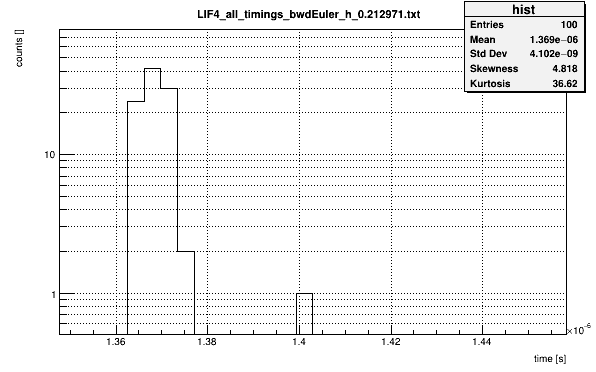 LIF4_all_timings_bwdEuler_h_0.212971.txt
hist
Entries 100
Mean 1.369e−06
Std Dev 4.102e−09
Skewness 4.818
Kurtosis 36.62
counts []
10
1
1.36 1.38 1.4 1.42 1.44
×10−6
time [s]